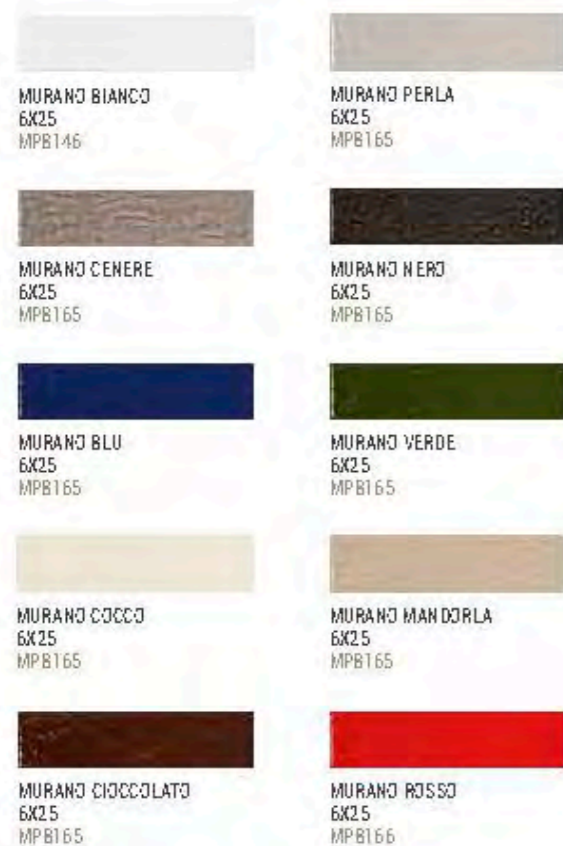 MURANO BIANCO
6X25
MPB146
MURANO PERLA
6X25
MPB165
MURANO CENERE
6X25
MPB165
MURANO NERO
6X25
MPB165
MURANO BLU
6X25
MPB165
MURANO VERDE
6X25
MPB165
MURANO COCCO
6X25
MPB165
MURANO MANDORLA
6X25
MPB165
MURANO CIOCCOLATO
6X25
MPB165
MURANO ROSSO
6X25
MPB166